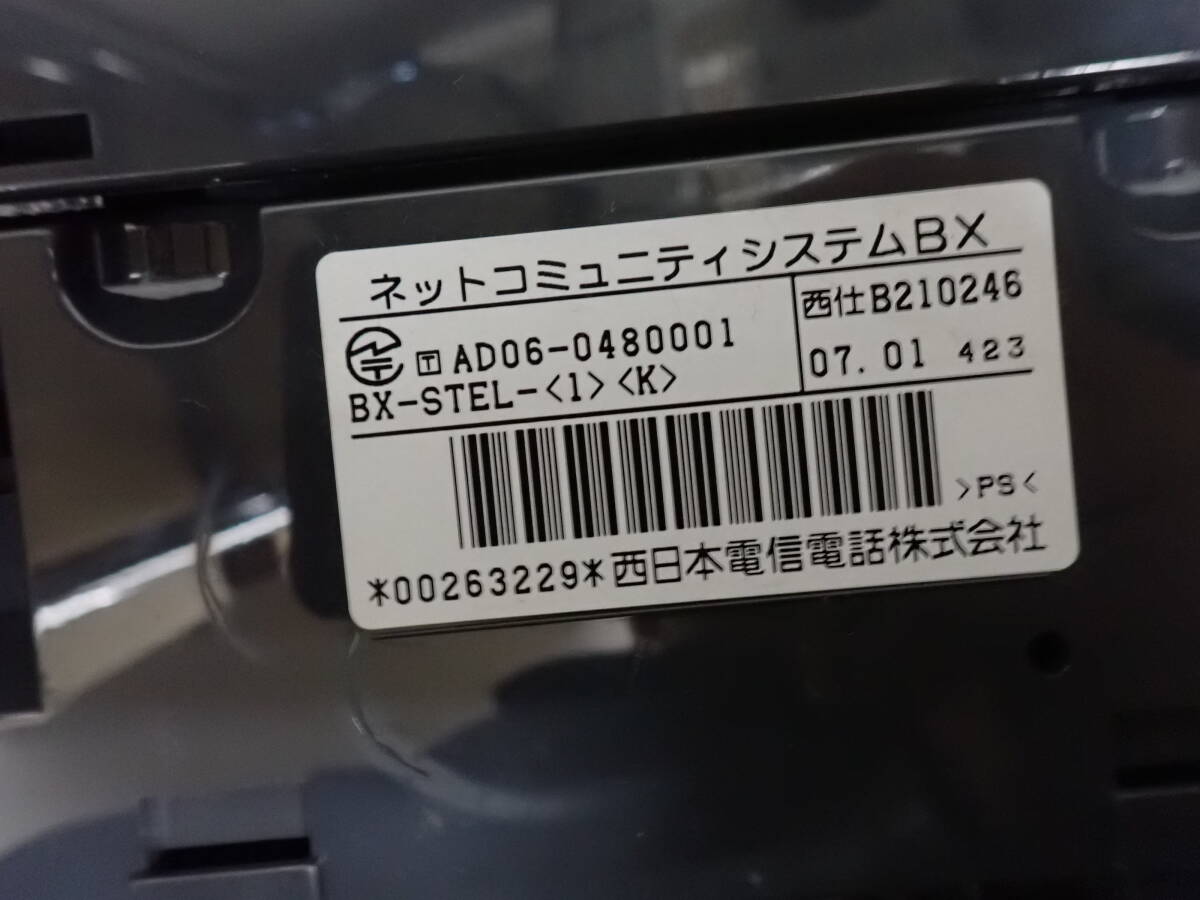 ネットコミュニティシステムBX
T AD06-0480001
BX-STEL-<1><K>
西仕B210246
07.01 423
>PS<
*00263229*西日本電信電話株式会社